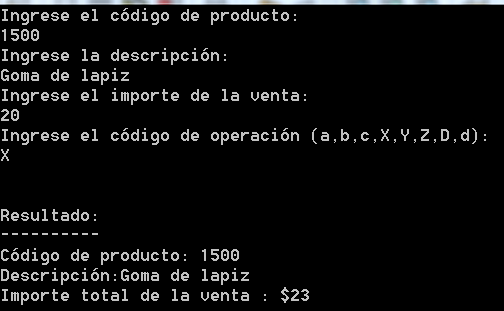 Ingrese el código de producto:
1500
Ingrese la descripción:
Goma de lapiz
Ingrese el importe de la venta:
20
Ingrese el código de operación (a,b,c,X,Y,Z,D,d):
X
Resultado:
----------
Código de producto: 1500
Descripción:Goma de lapiz
Importe total de la venta : $23